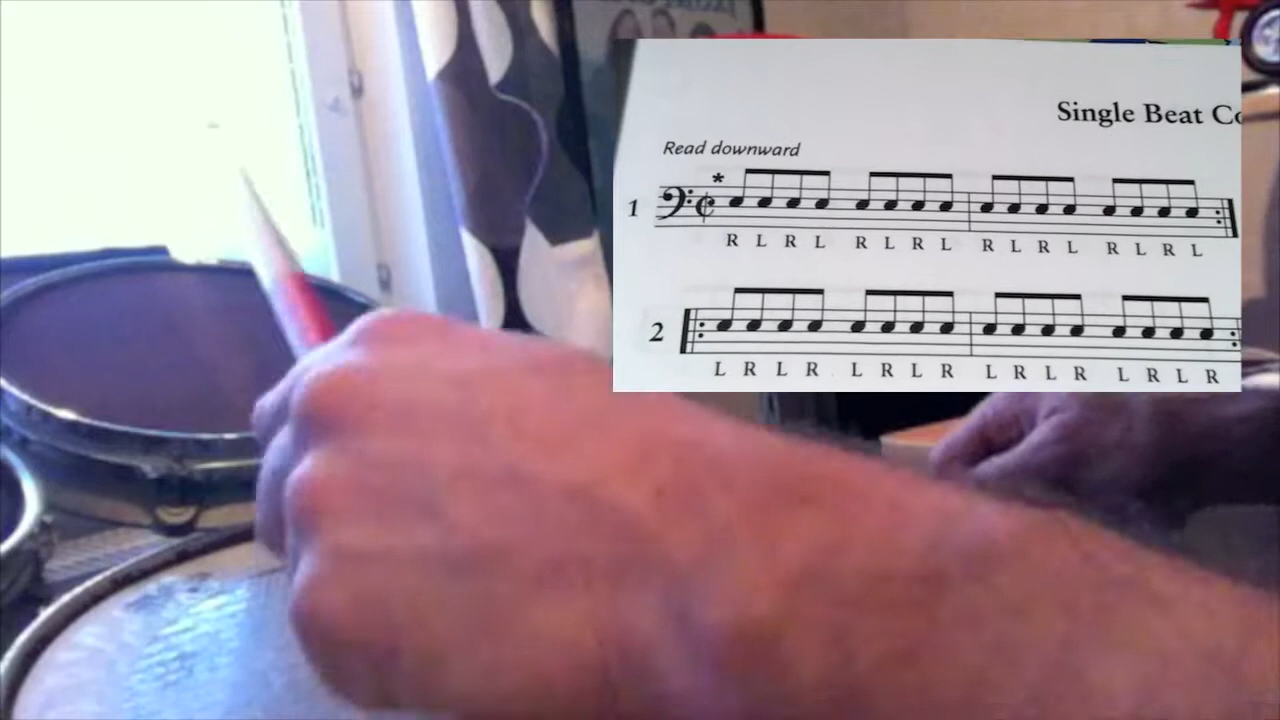 Single Beat Co
Read downward
*
1
R L R L R L R L R L R L R L R L
2
L R L R L R L R L R L R L R L R